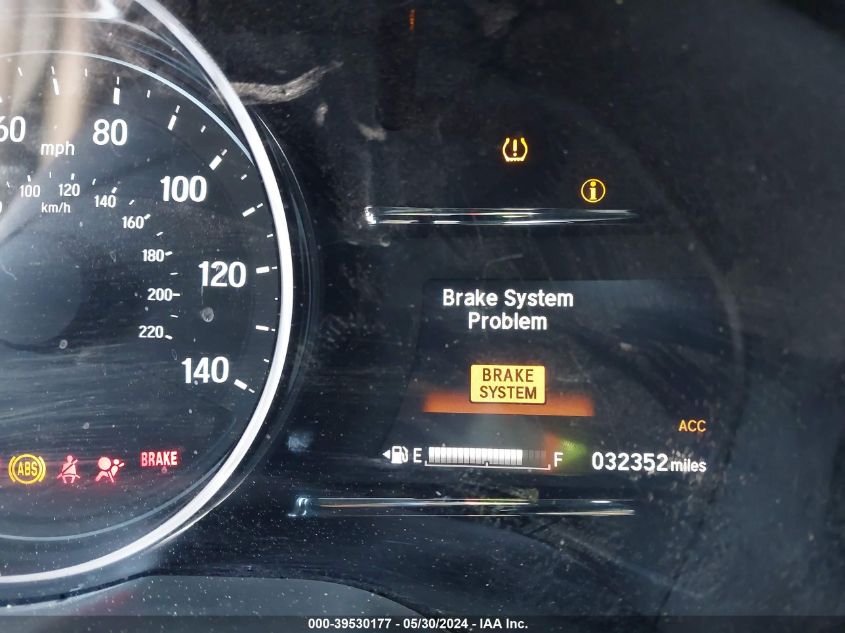 60
80
mph
100
100
120
140
km/h
160
180
120
200
220
140
ABS
BRAKE
Brake System
Problem
BRAKE
SYSTEM
ACC
E
F
032352 miles
000-39530177 - 05/30/2024 - IAA Inc.